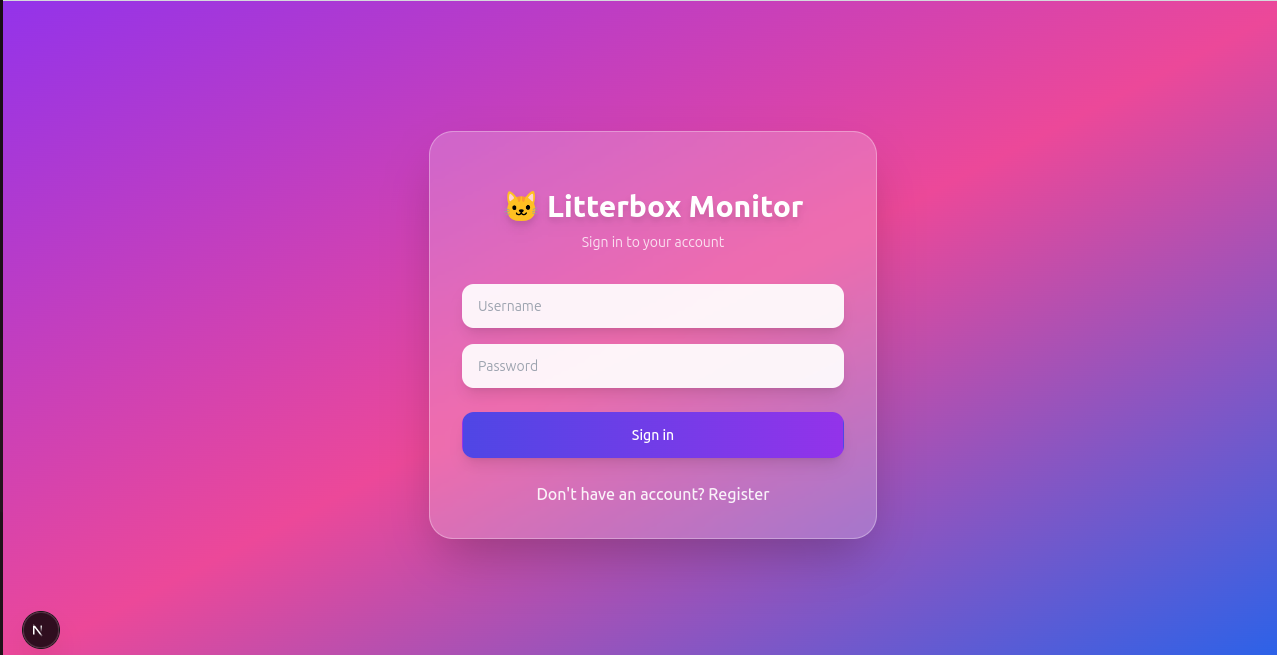 🐱 Litterbox Monitor
Sign in to your account
Username
Password
Sign in
Don't have an account? Register
N